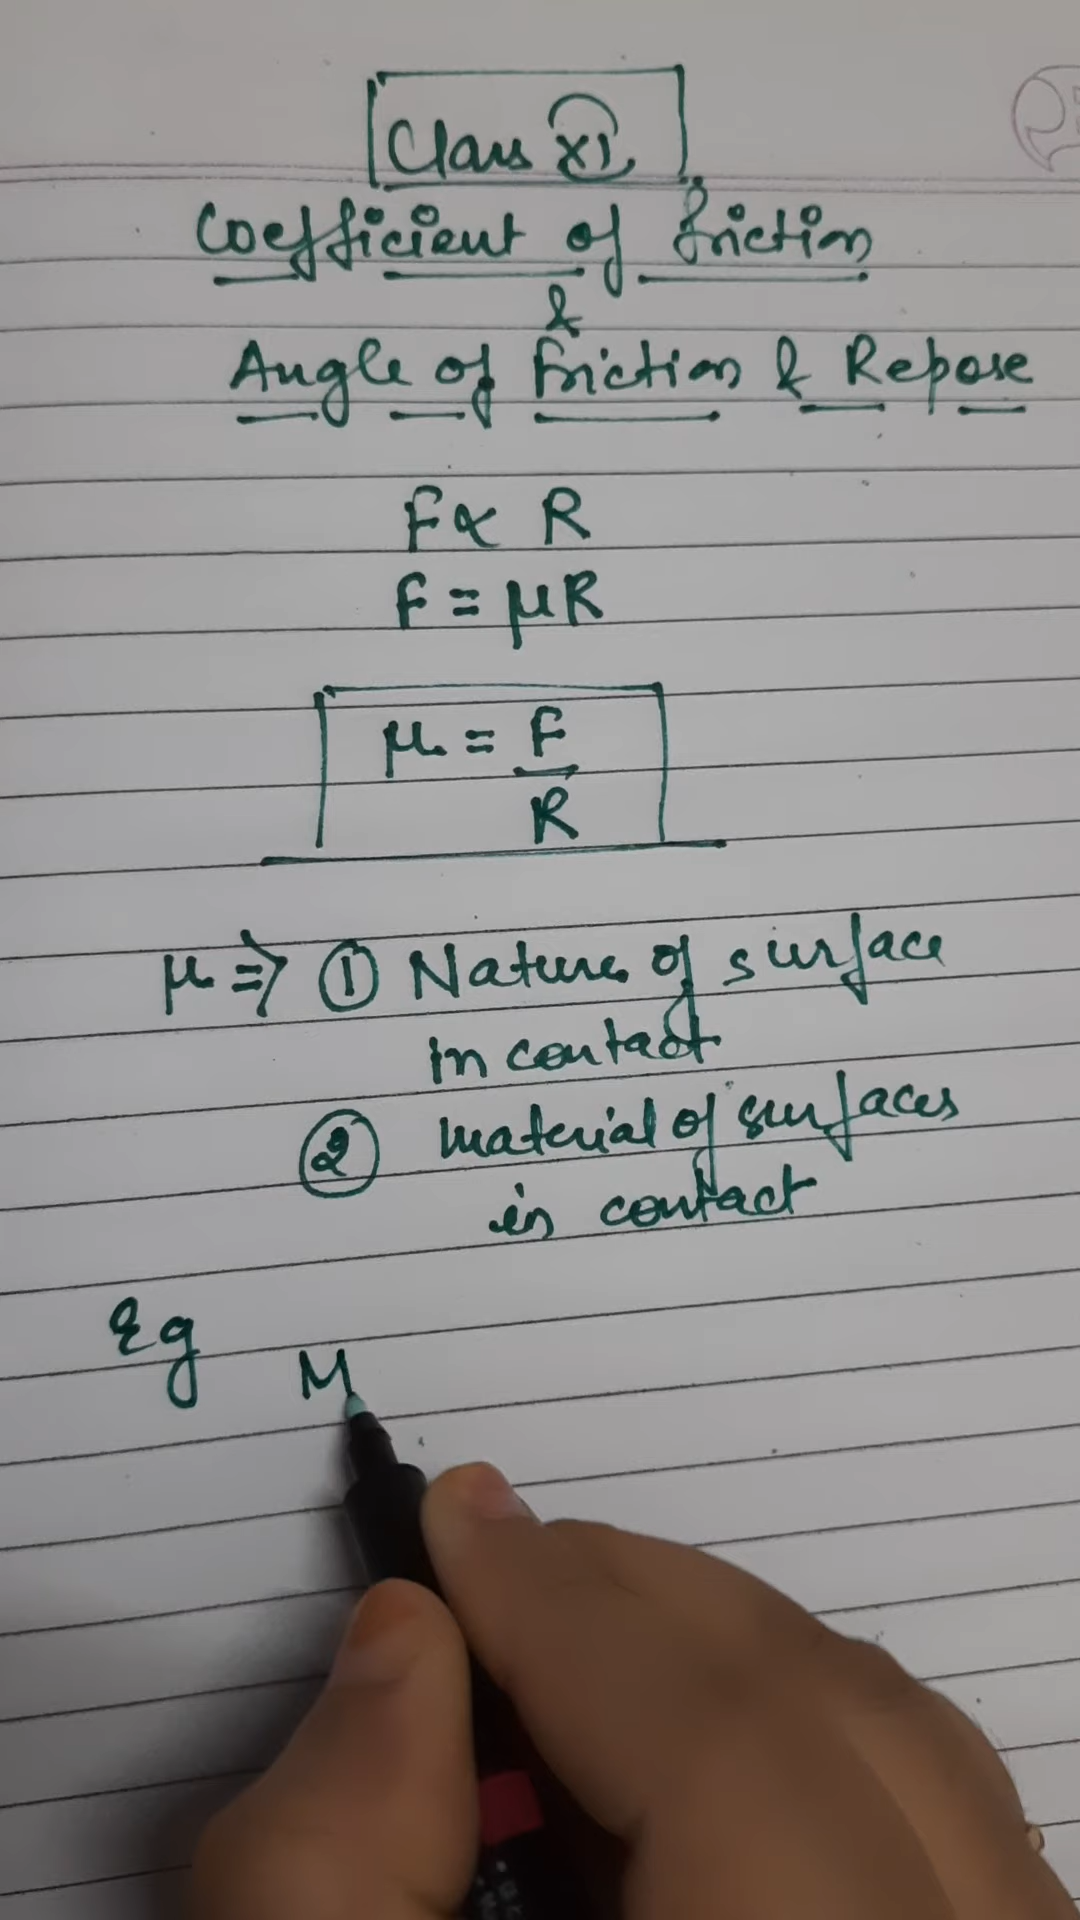 Class XI
Coefficient of friction
&
Angle of friction & Repose
F ∝ R
F = μR
μ = F
R
μ ⇒ ① Nature of surface
in contact
② material of surfaces
in contact
Eg
M